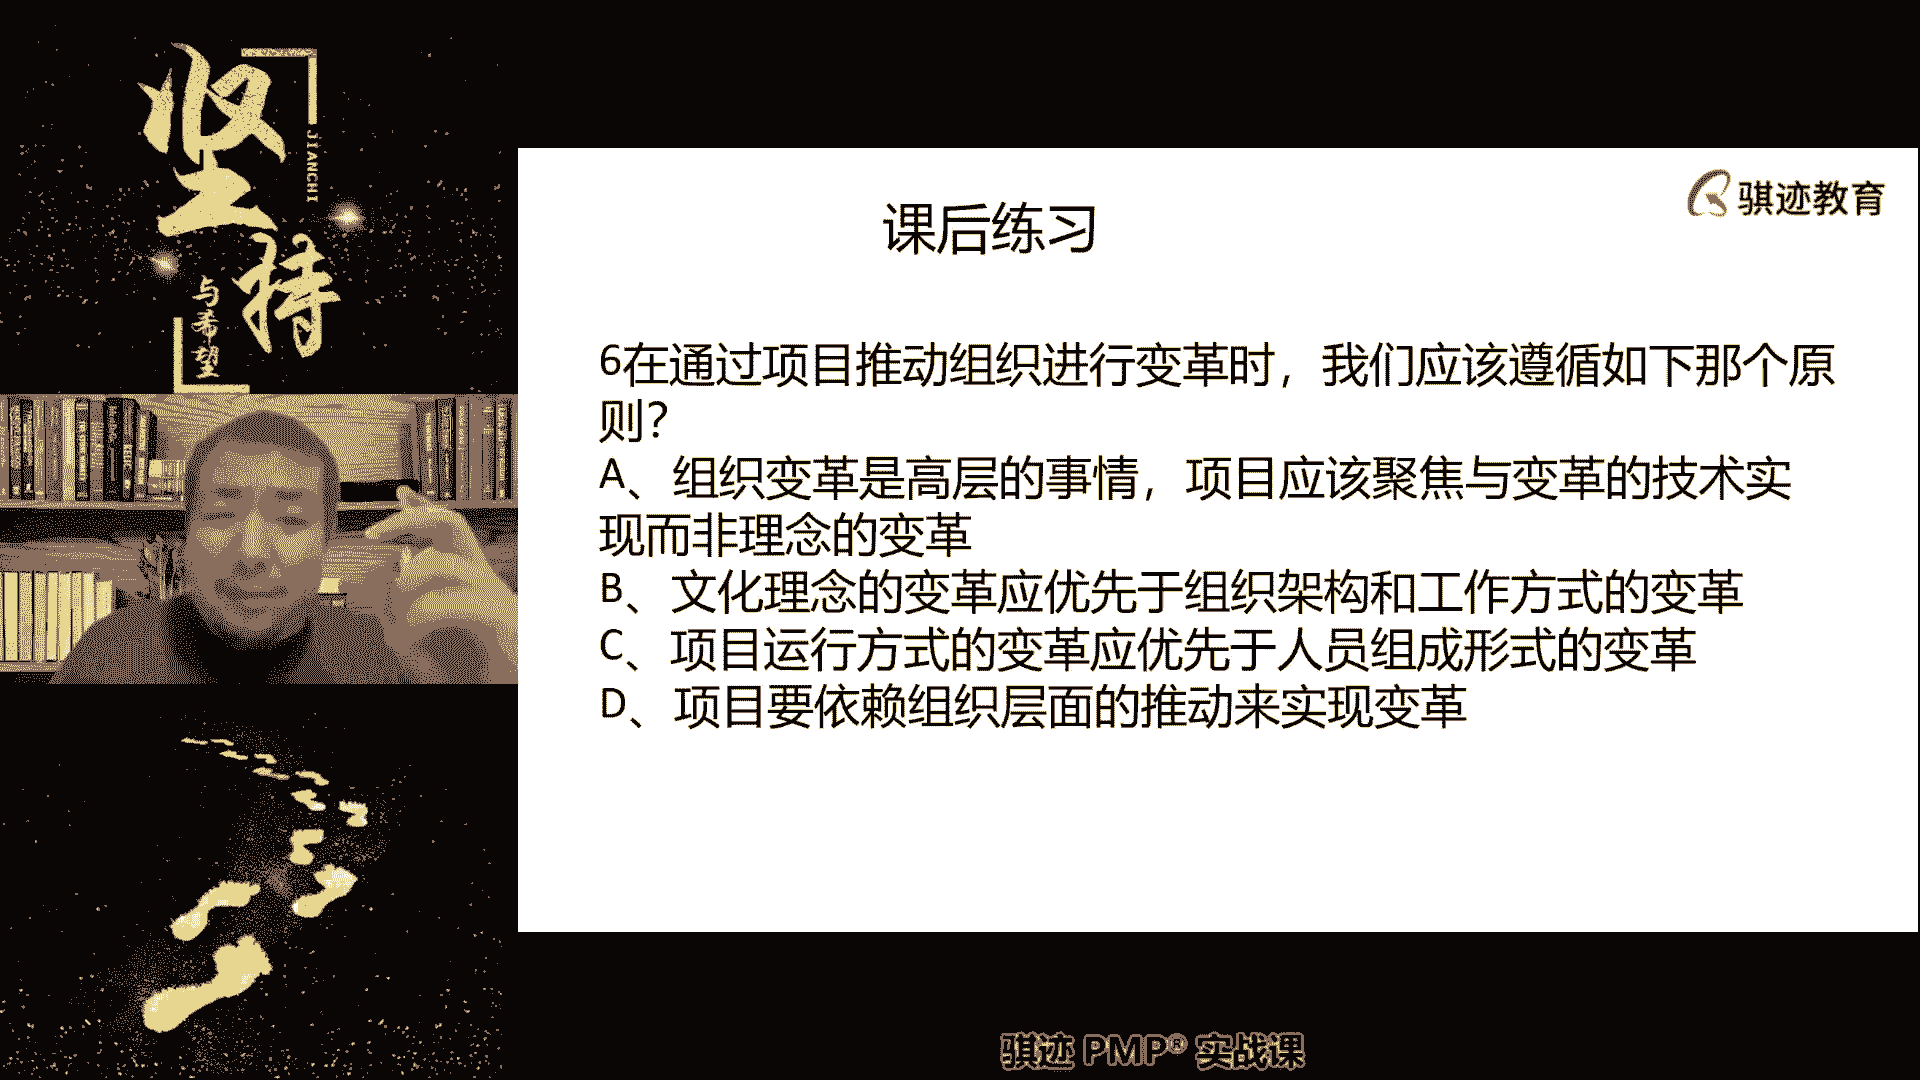 坚持
JIANCHI
与希望
骐迹教育
课后练习
6在通过项目推动组织进行变革时，我们应该遵循如下那个原
则？
A、组织变革是高层的事情，项目应该聚焦与变革的技术实
现而非理念的变革
B、文化理念的变革应优先于组织架构和工作方式的变革
C、项目运行方式的变革应优先于人员组成形式的变革
D、项目要依赖组织层面的推动来实现变革
骐迹 PMP® 实战课